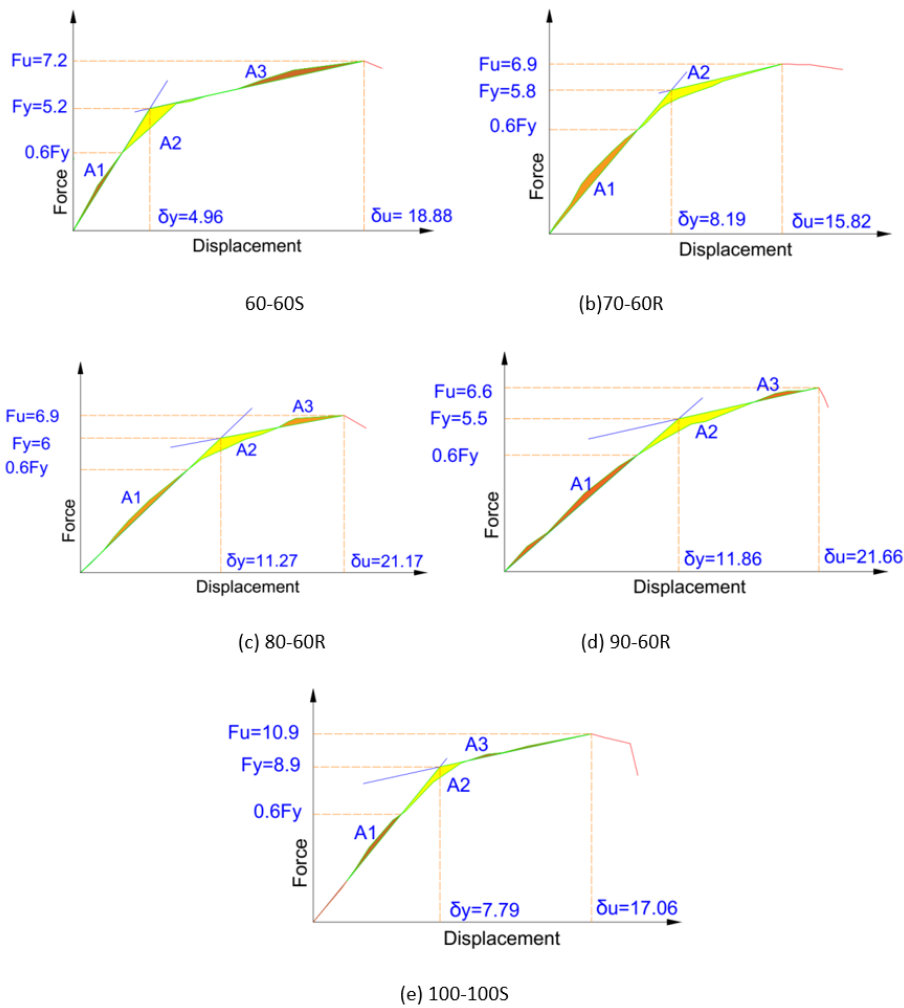 Fu=7.2
A3
Fy=5.2
A2
0.6Fy
A1
Force
δy=4.96
δu= 18.88
Displacement
60-60S
Fu=6.9
A2
Fy=5.8
0.6Fy
A1
Force
δy=8.19
δu=15.82
Displacement
(b)70-60R
Fu=6.9
A3
Fy=6
A2
0.6Fy
A1
Force
δy=11.27
δu=21.17
Displacement
(c) 80-60R
Fu=6.6
A3
Fy=5.5
A2
0.6Fy
A1
Force
δy=11.86
δu=21.66
Displacement
(d) 90-60R
Fu=10.9
A3
Fy=8.9
A2
0.6Fy
A1
Force
δy=7.79
δu=17.06
Displacement
(e) 100-100S